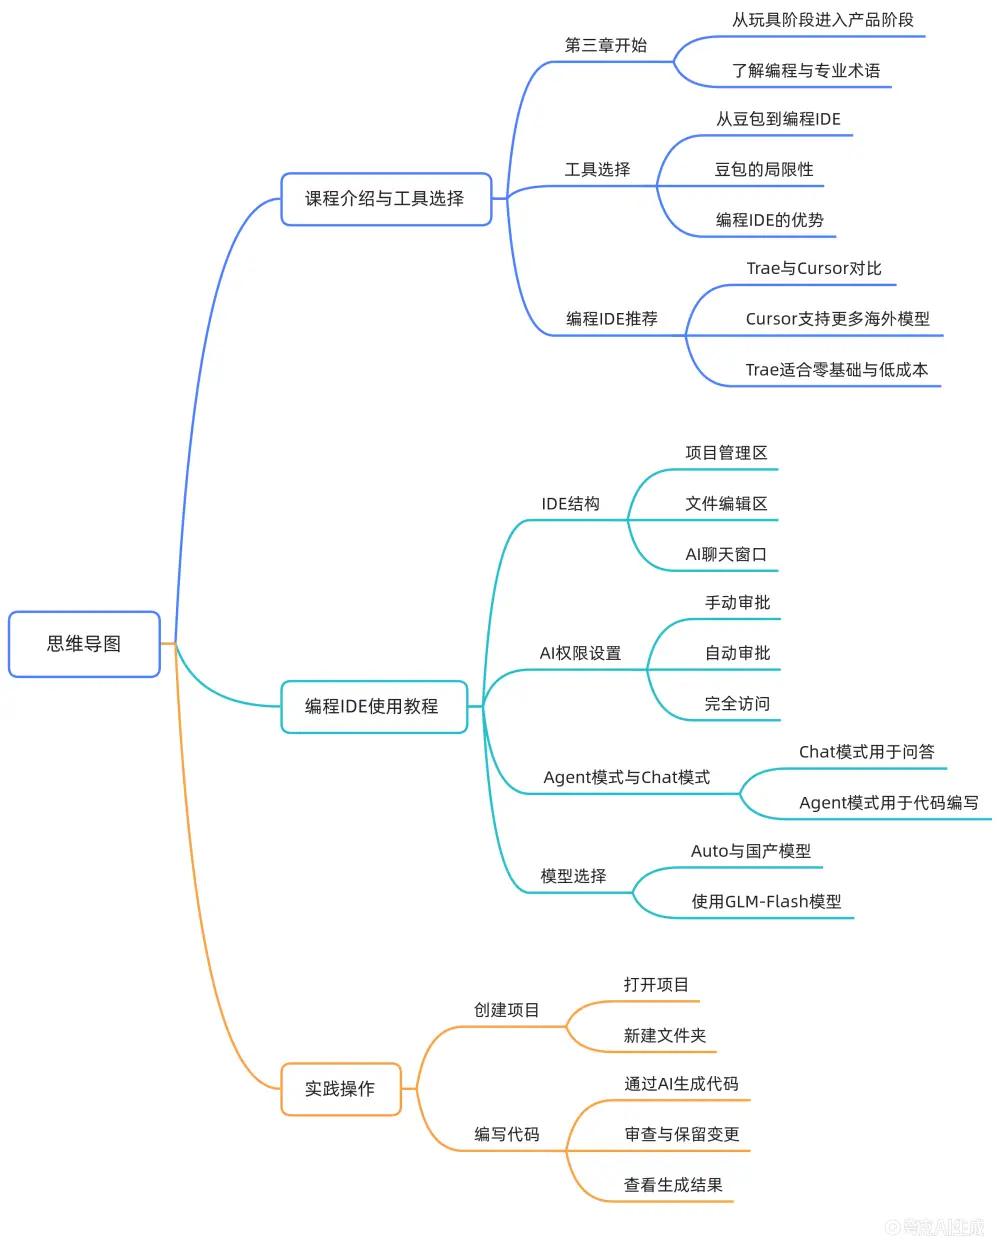 思维导图
课程介绍与工具选择
第三章开始
从玩具阶段进入产品阶段
了解编程与专业术语
工具选择
从豆包到编程IDE
豆包的局限性
编程IDE的优势
编程IDE推荐
Trae与Cursor对比
Cursor支持更多海外模型
Trae适合零基础与低成本
编程IDE使用教程
IDE结构
项目管理区
文件编辑区
AI聊天窗口
AI权限设置
手动审批
自动审批
完全访问
Agent模式与Chat模式
Chat模式用于问答
Agent模式用于代码编写
模型选择
Auto与国产模型
使用GLM-Flash模型
实践操作
创建项目
打开项目
新建文件夹
编写代码
通过AI生成代码
审查与保留变更
查看生成结果
夸克AI生成